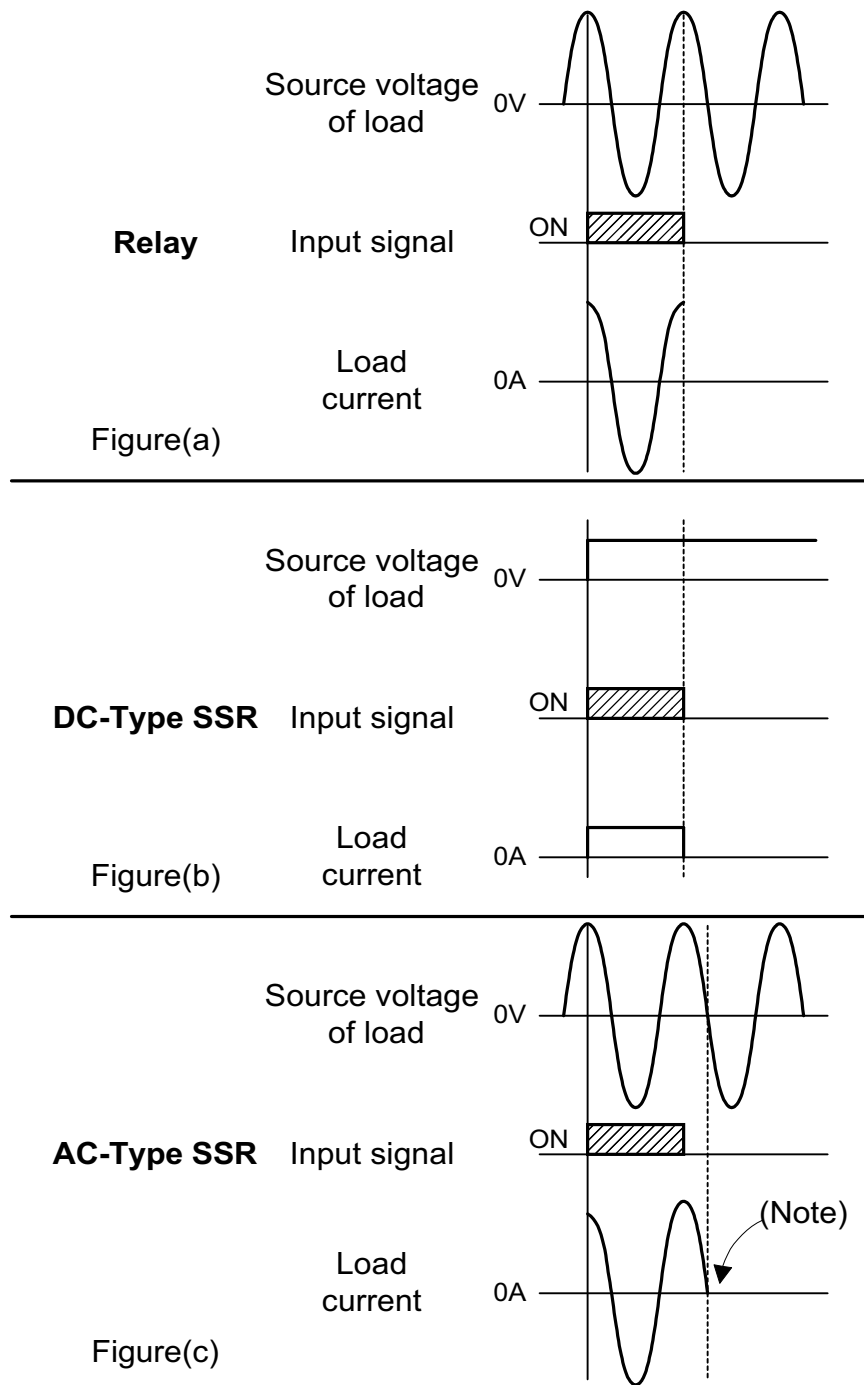 Source voltage
of load
0V
Relay
Input signal
ON
Load
current
0A
Figure(a)
Source voltage
of load
0V
DC-Type SSR
Input signal
ON
Load
current
0A
Figure(b)
Source voltage
of load
0V
AC-Type SSR
Input signal
ON
(Note)
Load
current
0A
Figure(c)